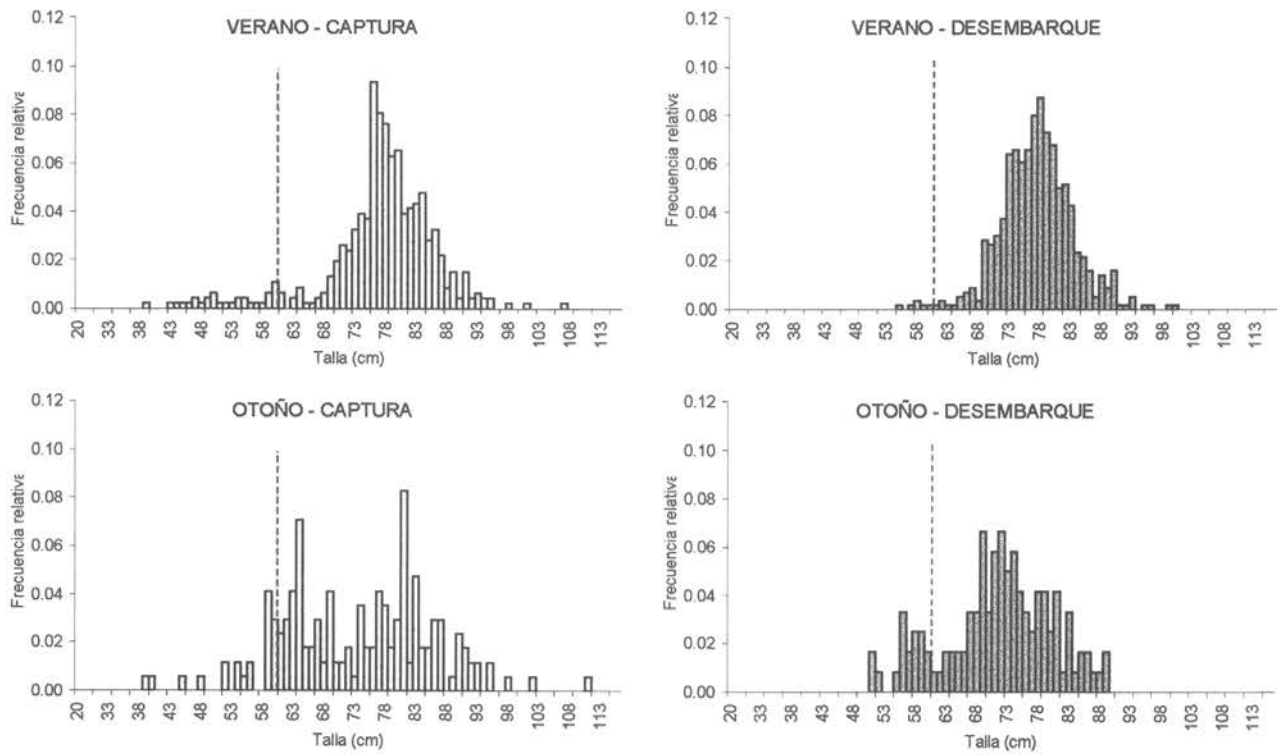 VERANO - CAPTURA
0.12
0.10
0.08
0.06
0.04
0.02
0.00
Frecuencia relative
20 33 38 43 48 53 58 63 68 73 78 83 88 93 98 103 108 113
Talla (cm)
VERANO - DESEMBARQUE
0.12
0.10
0.08
0.06
0.04
0.02
0.00
Frecuencia relative
20 33 38 43 48 53 58 63 68 73 78 83 88 93 98 103 108 113
Talla (cm)
OTOÑO - CAPTURA
0.12
0.10
0.08
0.06
0.04
0.02
0.00
Frecuencia relative
20 33 38 43 48 53 58 63 68 73 78 83 88 93 98 103 108 113
Talla (cm)
OTOÑO - DESEMBARQUE
0.12
0.10
0.08
0.06
0.04
0.02
0.00
Frecuencia relative
20 33 38 43 48 53 58 63 68 73 78 83 88 93 98 103 108 113
Talla (cm)